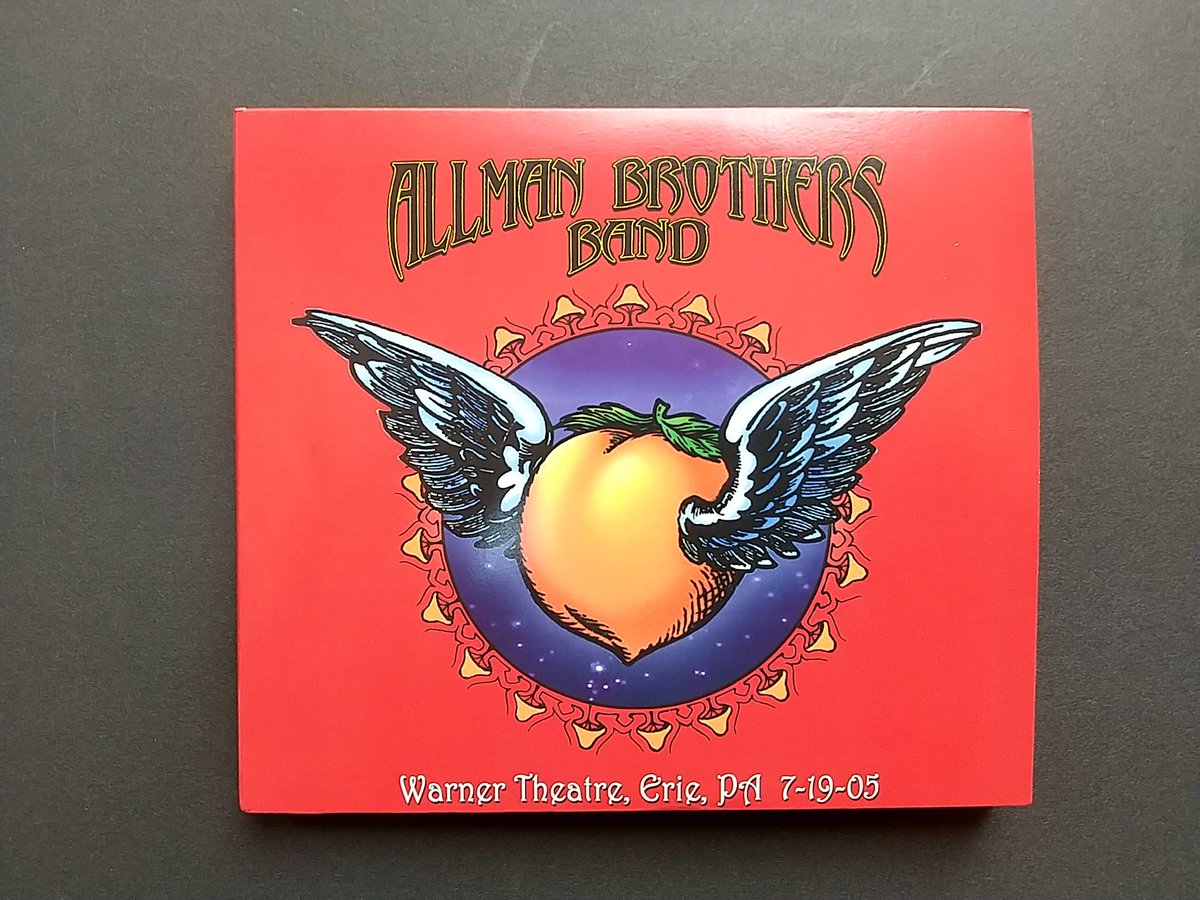 ALLMAN BROTHERS
BAND
Warner Theatre, Erie, PA 7-19-05